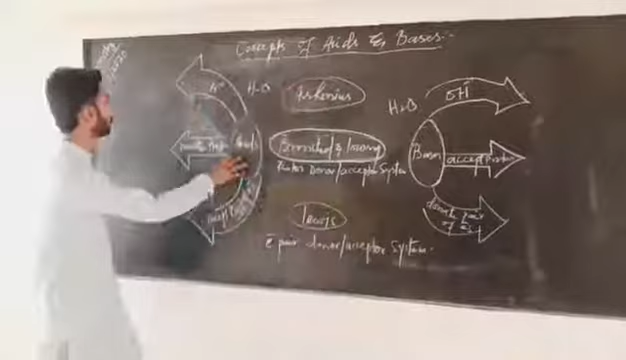 Concepts of Acids & Bases:-
H+
H2O
Arhenius
H2O
OH-
Acids
Bronsted & lowry
Bases
accept Proton
Proton Donor/acceptor System
lewis
donate pair
of e-
e- pair donor/acceptor System.